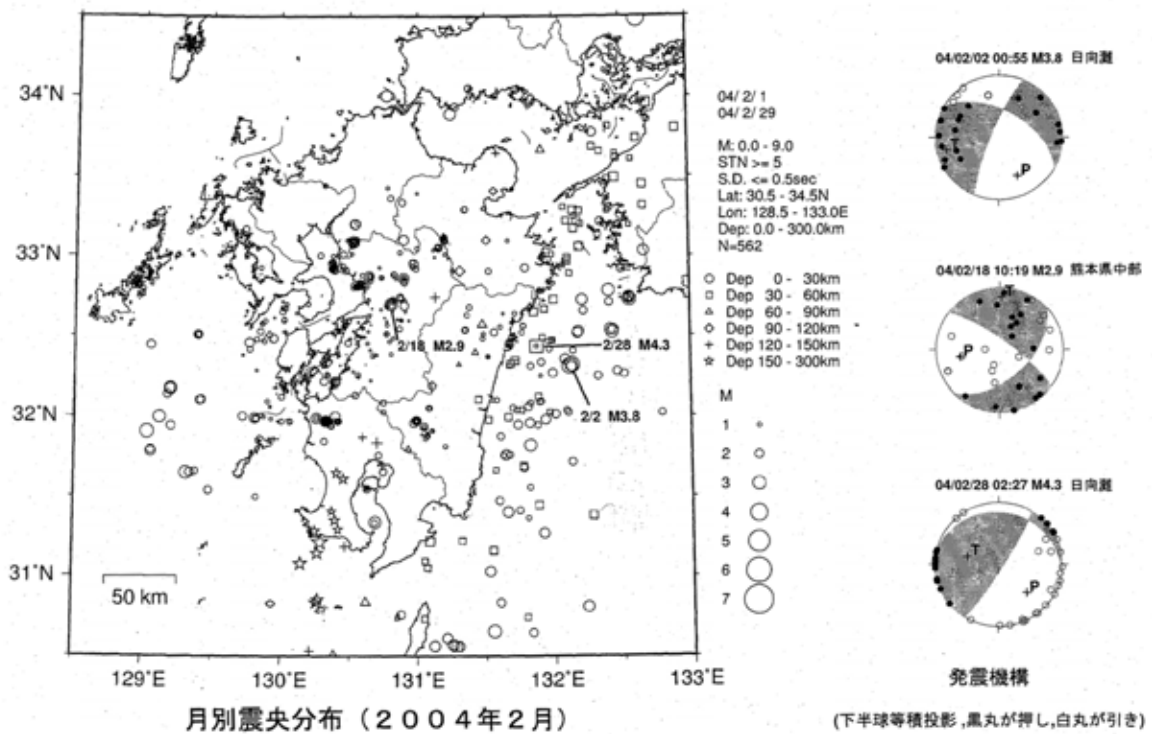 34°N
33°N
32°N
31°N
129°E
130°E
131°E
132°E
133°E
50 km
2/18 M2.9
2/28 M4.3
2/2 M3.8
月別震央分布（２００４年２月）
04/ 2/ 1
04/ 2/ 29
M: 0.0 - 9.0
STN >= 5
S.D. <= 0.5sec
Lat: 30.5 - 34.5N
Lon: 128.5 - 133.0E
Dep: 0.0 - 300.0km
N=562
Dep 0 - 30km
Dep 30 - 60km
Dep 60 - 90km
Dep 90 - 120km
Dep 120 - 150km
Dep 150 - 300km
M
1
2
3
4
5
6
7
04/02/02 00:55 M3.8 日向灘
T
P
04/02/18 10:19 M2.9 熊本県中部
T
P
04/02/28 02:27 M4.3 日向灘
T
P
発震機構
(下半球等積投影,黒丸が押し,白丸が引き)